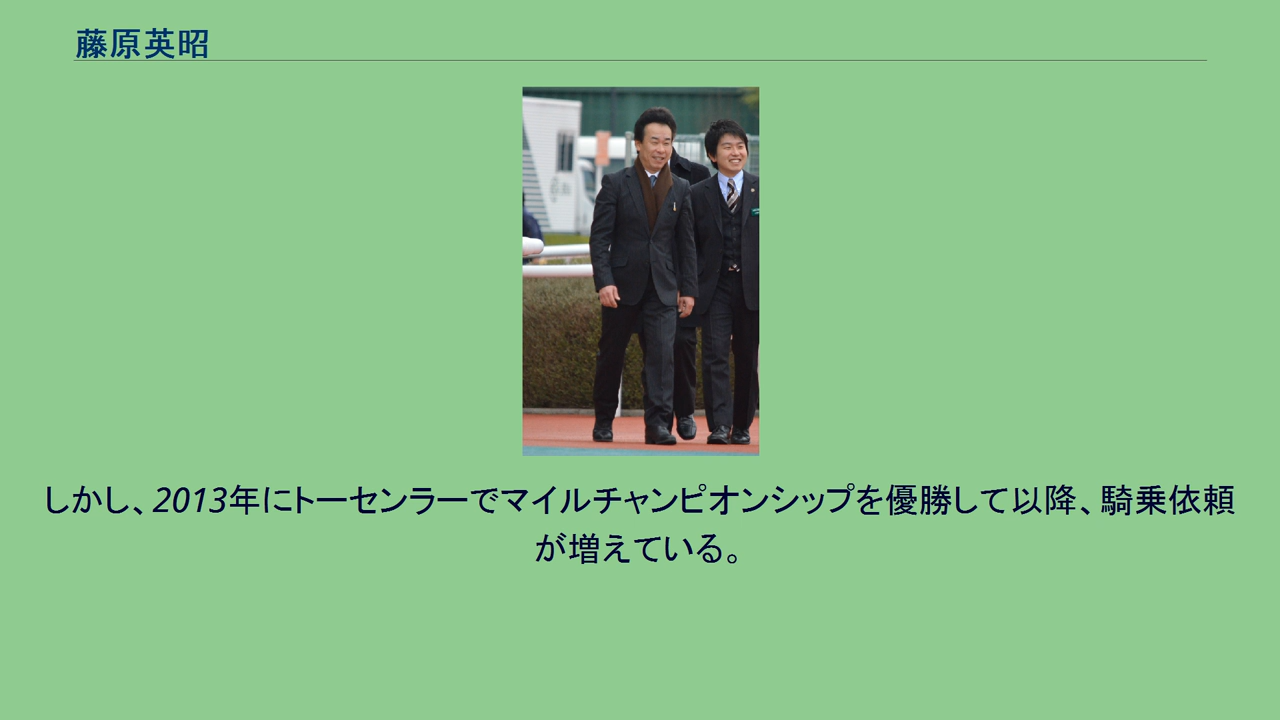 藤原英昭
しかし、2013年にトーセンラーでマイルチャンピオンシップを優勝して以降、騎乗依頼
が増えている。